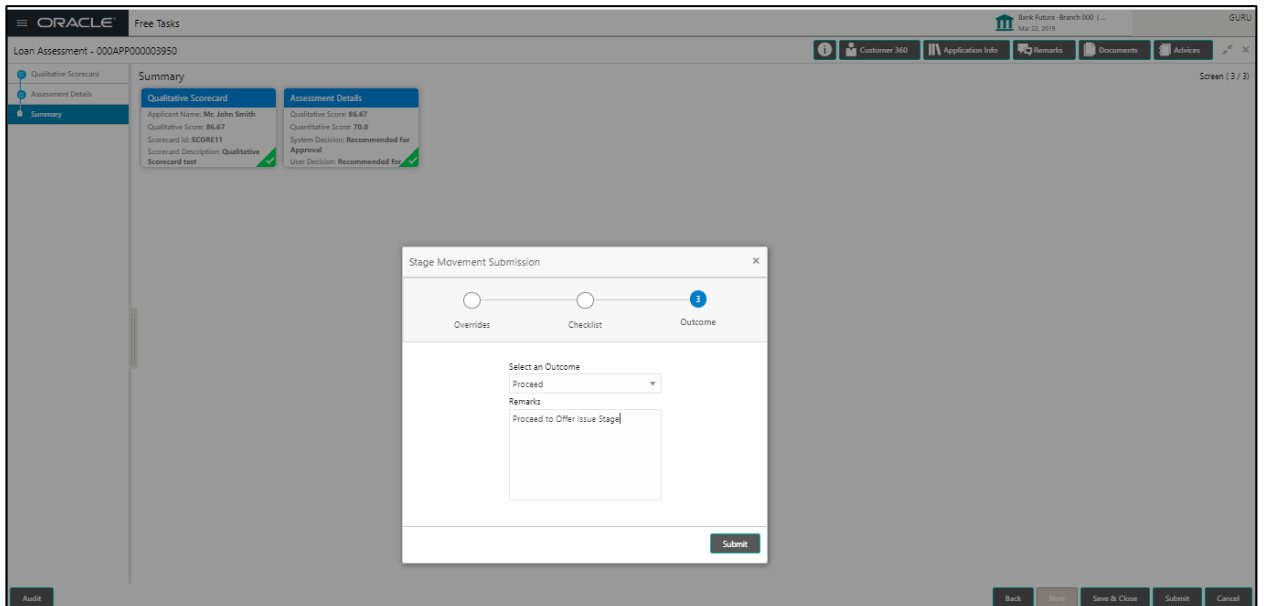 ORACLE®
Free Tasks
Bank Futura -Branch 000 ( ...
Mar 22, 2019
GURU
Loan Assessment - 000APP000003950
Customer 360
Application Info
Remarks
Documents
Advices
Qualitative Scorecard
Assessment Details
Summary
Summary
Screen ( 3 / 3)
Qualitative Scorecard
Applicant Name: Mr. John Smith
Qualitative Score: 86.67
Scorecard Id: SCORE11
Scorecard Description: Qualitative
Scorecard test
Assessment Details
Qualitative Score: 86.67
Quantitative Score: 70.0
System Decision: Recommended for
Approval
User Decision: Recommended for
Stage Movement Submission
3
Overrides
Checklist
Outcome
Select an Outcome
Proceed
Remarks
Proceed to Offer Issue Stage
Submit
Audit
Back
Next
Save & Close
Submit
Cancel